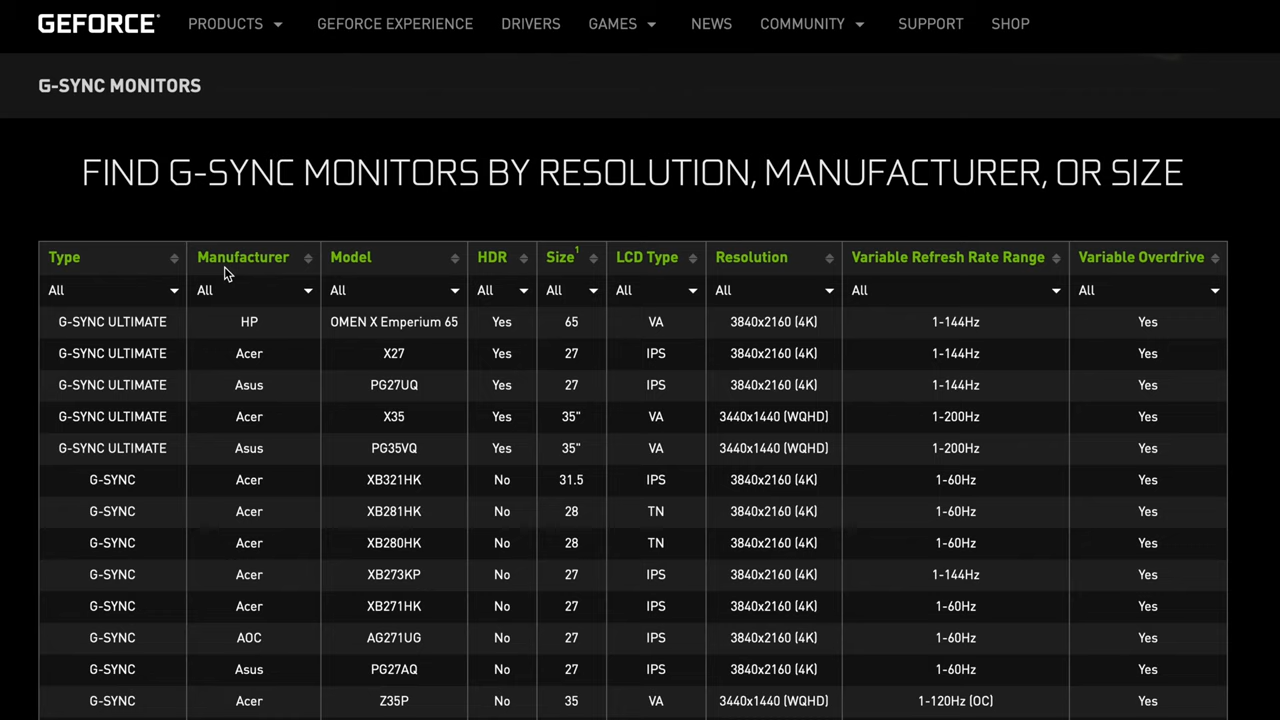 GEFORCE® PRODUCTS GEFORCE EXPERIENCE DRIVERS GAMES NEWS COMMUNITY SUPPORT SHOP
G-SYNC MONITORS
FIND G-SYNC MONITORS BY RESOLUTION, MANUFACTURER, OR SIZE
Type Manufacturer Model HDR Size¹ LCD Type Resolution Variable Refresh Rate Range Variable Overdrive
All All All All All All All All All
G-SYNC ULTIMATE HP OMEN X Emperium 65 Yes 65 VA 3840x2160 (4K) 1-144Hz Yes
G-SYNC ULTIMATE Acer X27 Yes 27 IPS 3840x2160 (4K) 1-144Hz Yes
G-SYNC ULTIMATE Asus PG27UQ Yes 27 IPS 3840x2160 (4K) 1-144Hz Yes
G-SYNC ULTIMATE Acer X35 Yes 35" VA 3440x1440 (WQHD) 1-200Hz Yes
G-SYNC ULTIMATE Asus PG35VQ Yes 35" VA 3440x1440 (WQHD) 1-200Hz Yes
G-SYNC Acer XB321HK No 31.5 IPS 3840x2160 (4K) 1-60Hz Yes
G-SYNC Acer XB281HK No 28 TN 3840x2160 (4K) 1-60Hz Yes
G-SYNC Acer XB280HK No 28 TN 3840x2160 (4K) 1-60Hz Yes
G-SYNC Acer XB273KP No 27 IPS 3840x2160 (4K) 1-144Hz Yes
G-SYNC Acer XB271HK No 27 IPS 3840x2160 (4K) 1-60Hz Yes
G-SYNC AOC AG271UG No 27 IPS 3840x2160 (4K) 1-60Hz Yes
G-SYNC Asus PG27AQ No 27 IPS 3840x2160 (4K) 1-60Hz Yes
G-SYNC Acer Z35P No 35 VA 3440x1440 (WQHD) 1-120Hz (OC) Yes